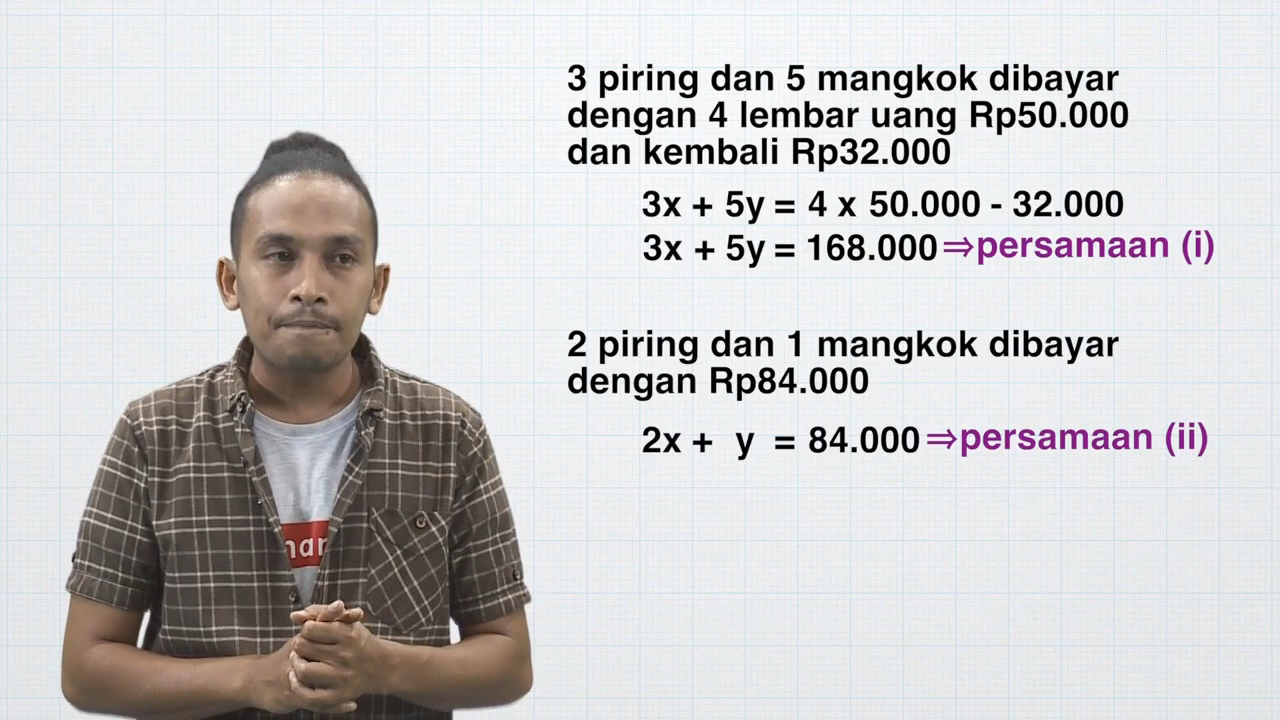 3 piring dan 5 mangkok dibayar
dengan 4 lembar uang Rp50.000
dan kembali Rp32.000
3x + 5y = 4 x 50.000 - 32.000
3x + 5y = 168.000⇒persamaan (i)
2 piring dan 1 mangkok dibayar
dengan Rp84.000
2x + y = 84.000⇒persamaan (ii)